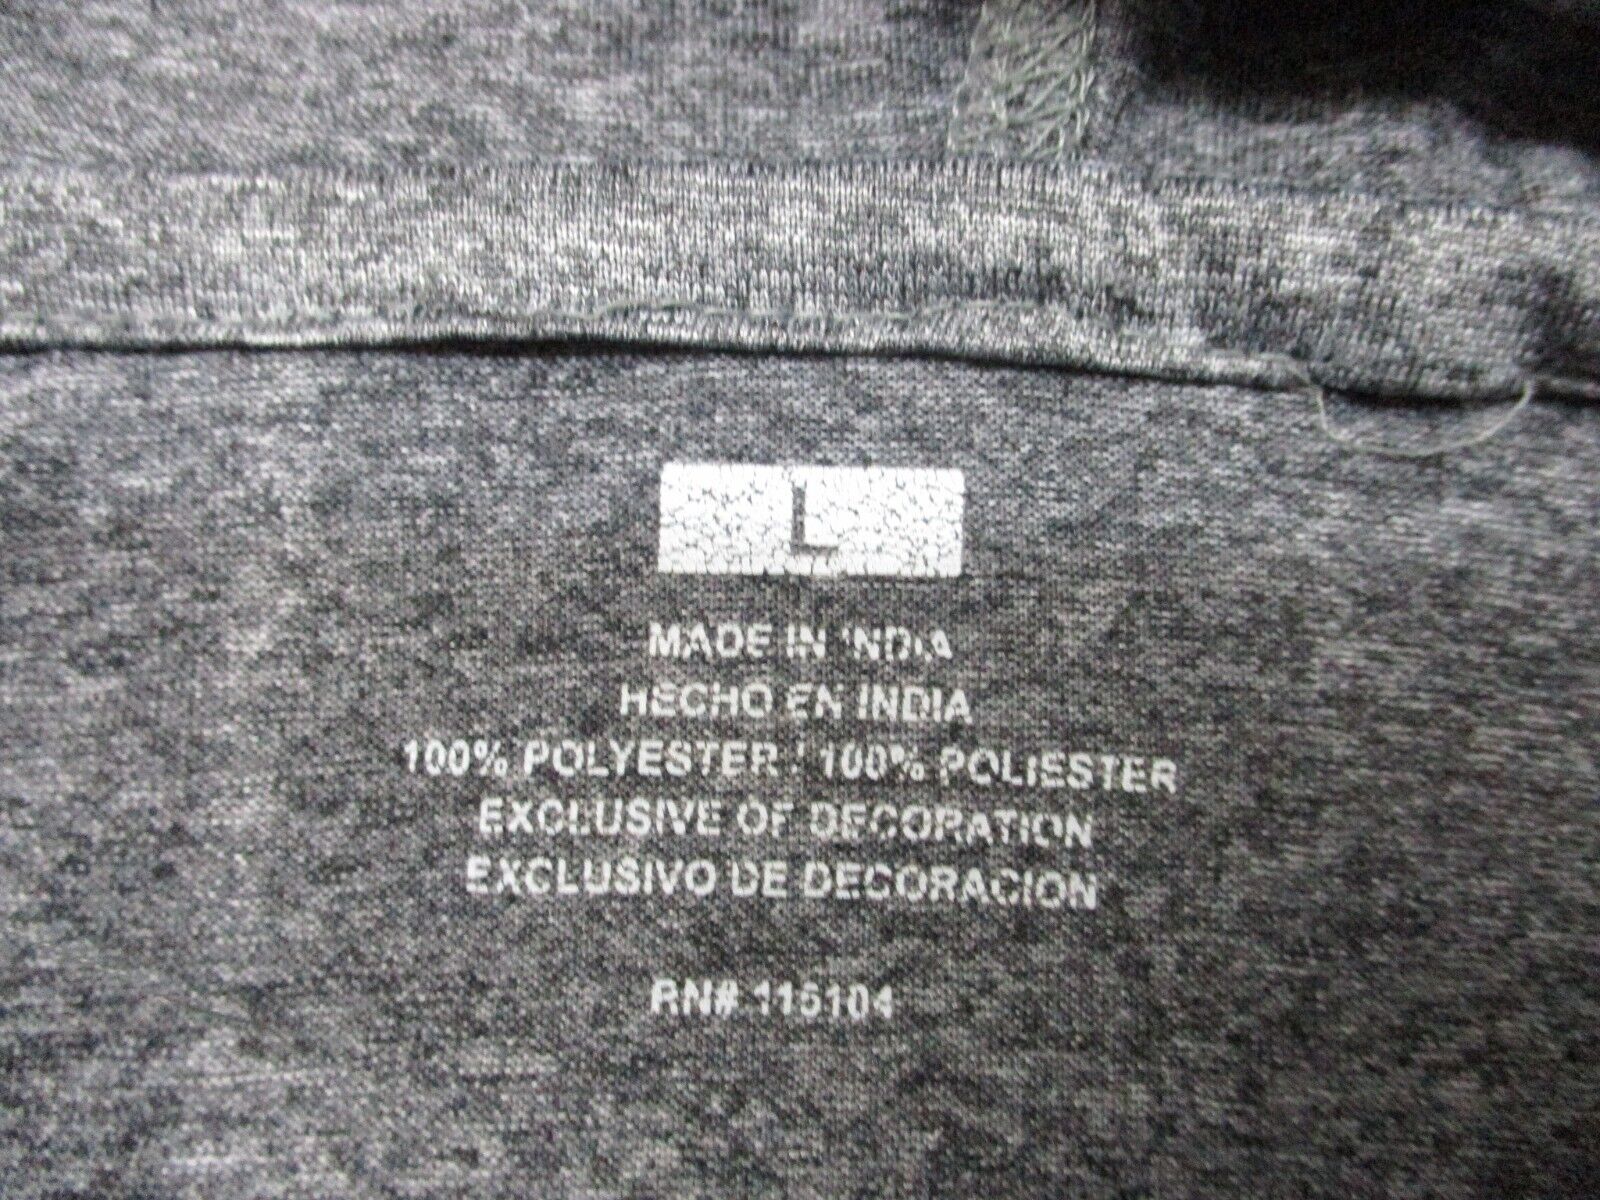 L
MADE IN INDIA
HECHO EN INDIA
100% POLYESTER / 100% POLIESTER
EXCLUSIVE OF DECORATION
EXCLUSIVO DE DECORACION
RN# 115104